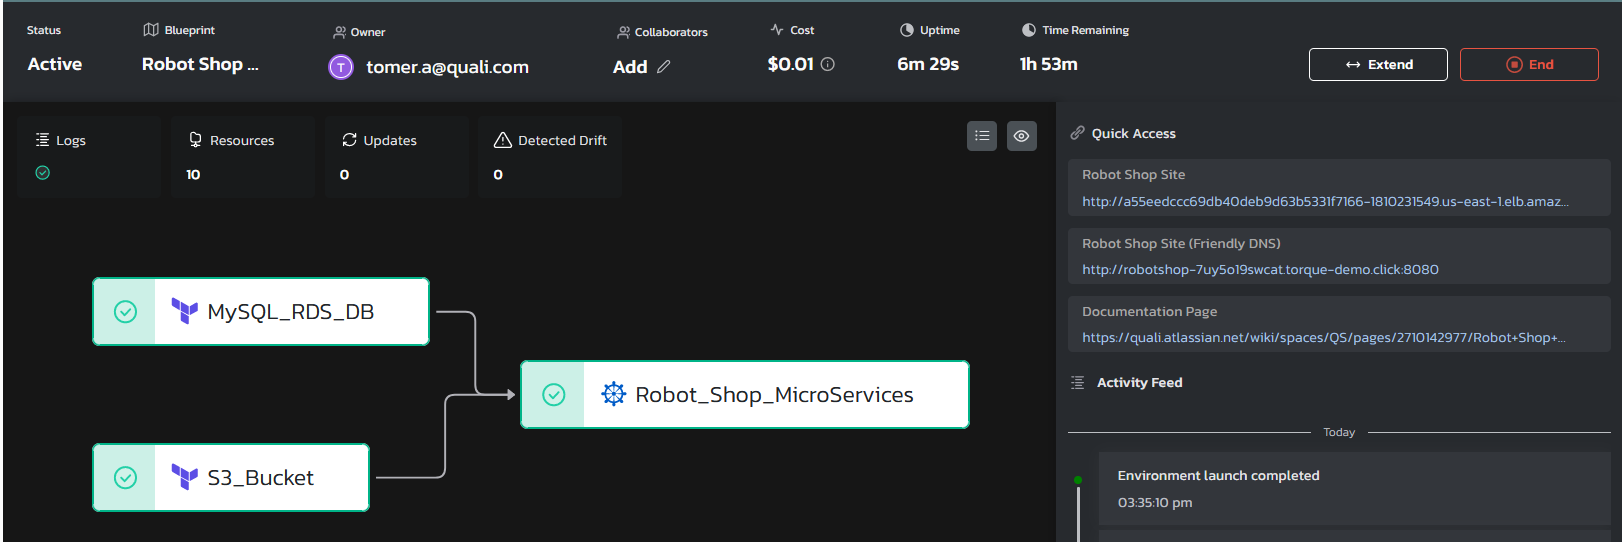 Status
Blueprint
Owner
Collaborators
Cost
Uptime
Time Remaining
Active
Robot Shop ...
T
tomer.a@quali.com
Add
$0.01
6m 29s
1h 53m
Extend
End
Logs
Resources
Updates
Detected Drift
10
0
0
MySQL_RDS_DB
S3_Bucket
Robot_Shop_MicroServices
Quick Access
Robot Shop Site
http://a55eedccc69db40deb9d63b5331f7166-1810231549.us-east-1.elb.amaz...
Robot Shop Site (Friendly DNS)
http://robotshop-7uy5o19swcat.torque-demo.click:8080
Documentation Page
https://quali.atlassian.net/wiki/spaces/QS/pages/2710142977/Robot+Shop+...
Activity Feed
Today
Environment launch completed
03:35:10 pm